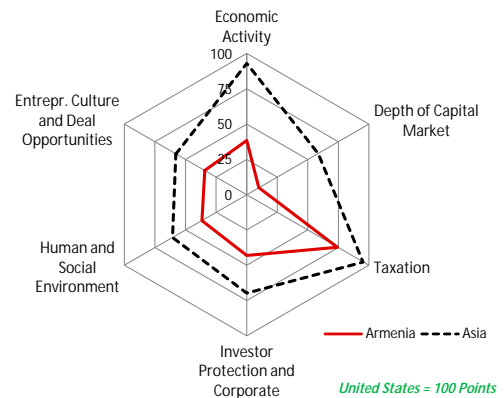 Economic
Activity
100
75
50
25
0
Entrepr. Culture
and Deal
Opportunities
Depth of Capital
Market
Human and
Social
Environment
Taxation
Armenia
Asia
Investor
Protection and
Corporate
United States = 100 Points